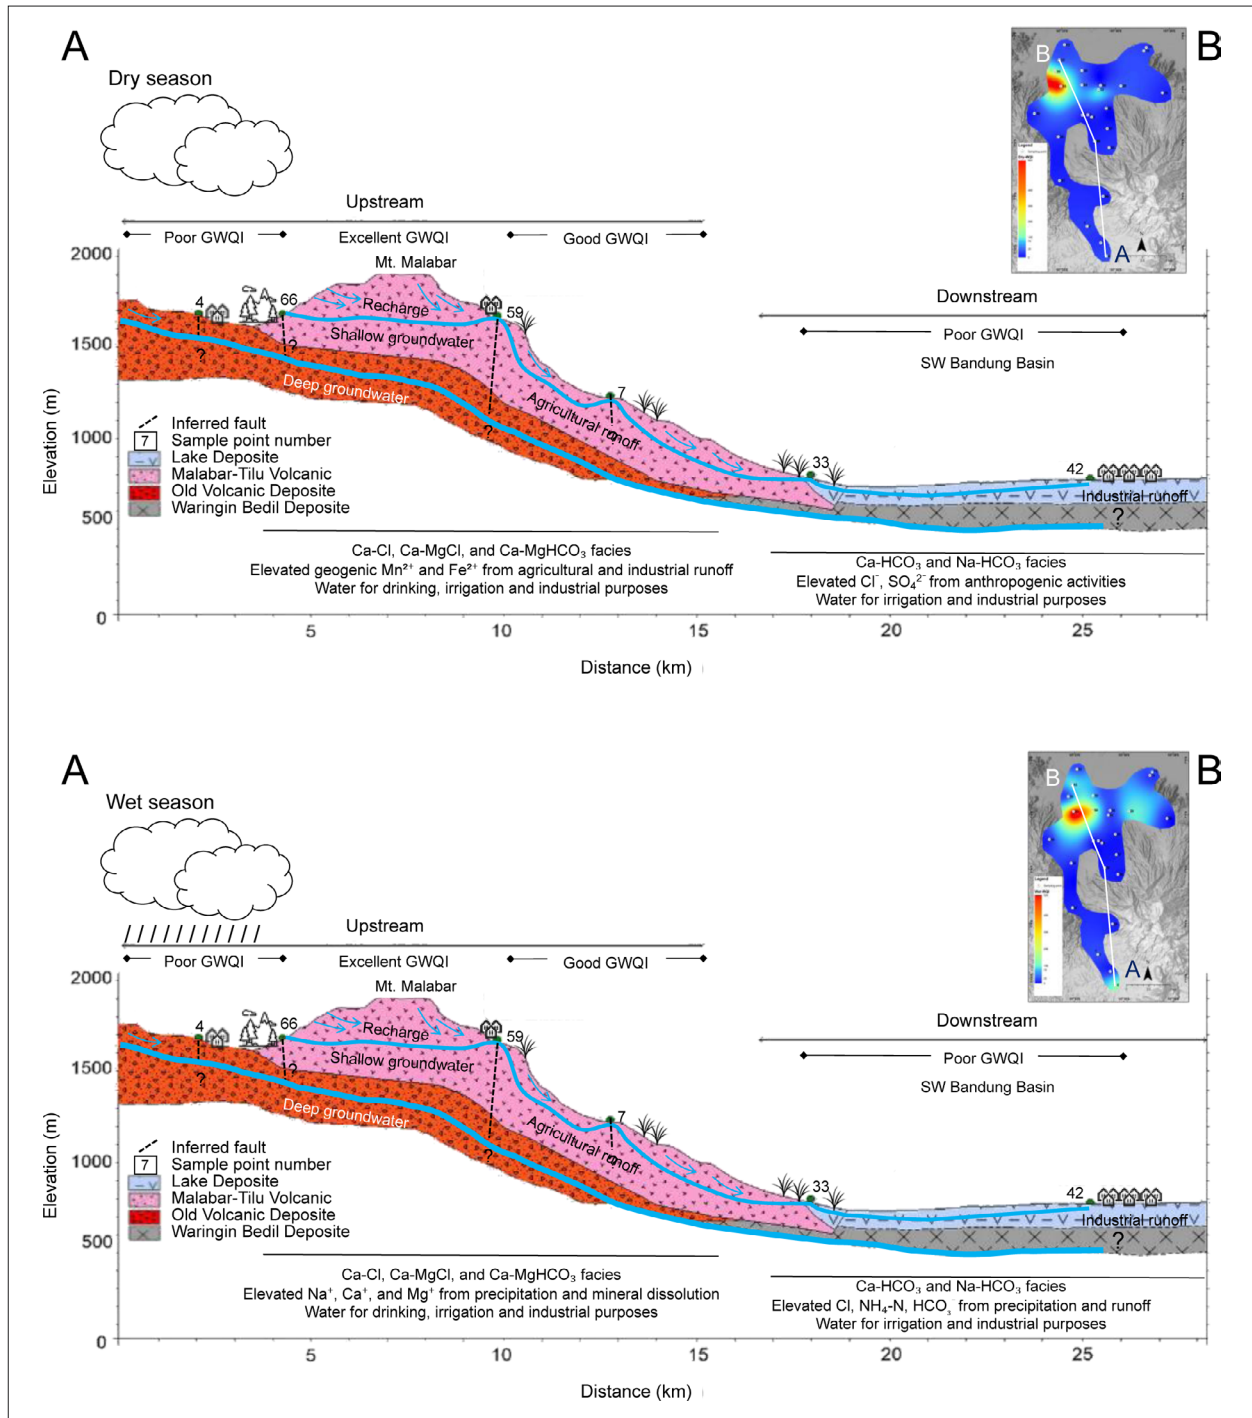 A
B
Dry season
B
A
Upstream
Poor GWQI
Excellent GWQI
Good GWQI
Mt. Malabar
Downstream
Poor GWQI
SW Bandung Basin
2000
1500
1000
500
0
Elevation (m)
4
66
59
7
33
42
Recharge
Shallow groundwater
Deep groundwater
Agricultural runoff
Industrial runoff
?
?
?
?
?
Inferred fault
7 Sample point number
Lake Deposite
Malabar-Tilu Volcanic
Old Volcanic Deposite
Waringin Bedil Deposite
Ca-Cl, Ca-MgCl, and Ca-MgHCO₃ facies
Elevated geogenic Mn²⁺ and Fe²⁺ from agricultural and industrial runoff
Water for drinking, irrigation and industrial purposes
Ca-HCO₃ and Na-HCO₃ facies
Elevated Cl⁻, SO₄²⁻ from anthropogenic activities
Water for irrigation and industrial purposes
5
10
15
20
25
Distance (km)
A
B
Wet season
B
A
Upstream
Poor GWQI
Excellent GWQI
Good GWQI
Mt. Malabar
Downstream
Poor GWQI
SW Bandung Basin
2000
1500
1000
500
0
Elevation (m)
4
66
59
7
33
42
Recharge
Shallow groundwater
Deep groundwater
Agricultural runoff
Industrial runoff
?
?
?
?
?
Inferred fault
7 Sample point number
Lake Deposite
Malabar-Tilu Volcanic
Old Volcanic Deposite
Waringin Bedil Deposite
Ca-Cl, Ca-MgCl, and Ca-MgHCO₃ facies
Elevated Na⁺, Ca⁺, and Mg⁺ from precipitation and mineral dissolution
Water for drinking, irrigation and industrial purposes
Ca-HCO₃ and Na-HCO₃ facies
Elevated Cl, NH₄-N, HCO₃⁻ from precipitation and runoff
Water for irrigation and industrial purposes
5
10
15
20
25
Distance (km)